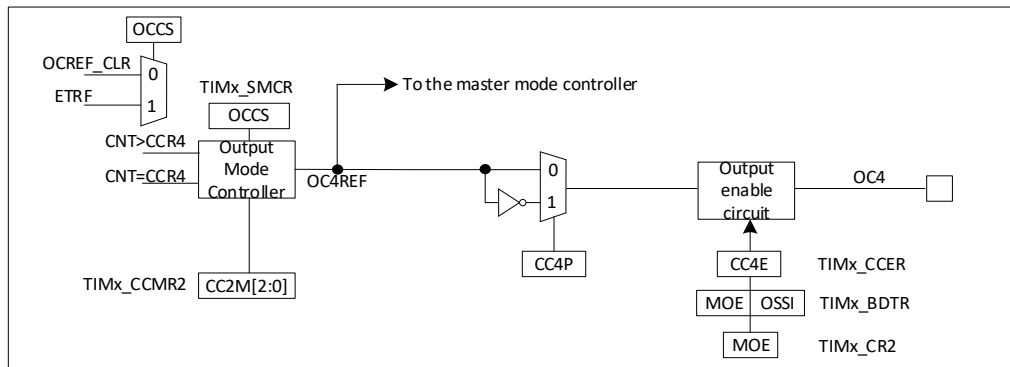 OCCS
OCREF_CLR
0
ETRF
1
TIMx_SMCR
OCCS
To the master mode controller
CNT>CCR4
CNT=CCR4
Output
Mode
Controller
OC4REF
0
1
CC4P
Output
enable
circuit
OC4
TIMx_CCMR2
CC2M[2:0]
CC4E
TIMx_CCER
MOE OSSI
TIMx_BDTR
MOE
TIMx_CR2